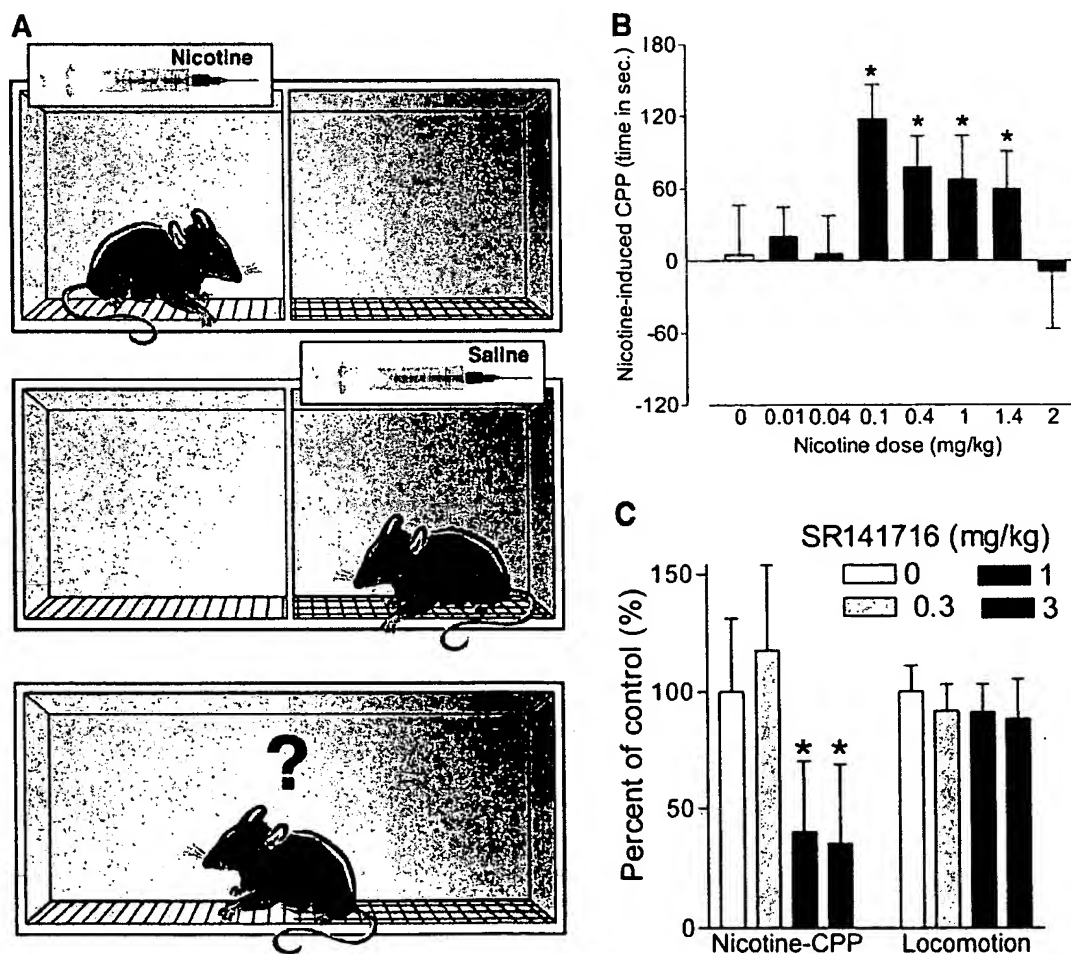 A
Nicotine
Saline
?
B
Nicotine-induced CPP (time in sec.)
180
120
60
0
-60
-120
* * * *
0 0.01 0.04 0.1 0.4 1 1.4 2
Nicotine dose (mg/kg)
C
SR141716 (mg/kg)
0 1
0.3 3
Percent of control (%)
150
100
50
0
* *
Nicotine-CPP Locomotion